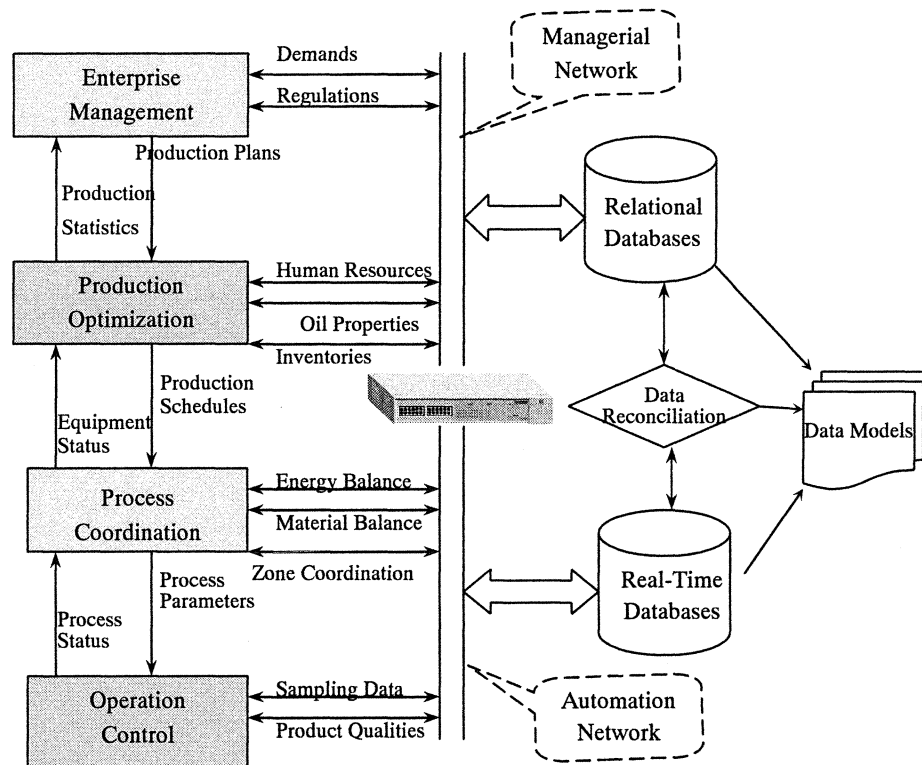 Demands
Managerial
Network
Enterprise
Management
Regulations
Production Plans
Production
Statistics
Relational
Databases
Human Resources
Production
Optimization
Oil Properties
Inventories
Production
Schedules
Data
Reconciliation
Data Models
Equipment
Status
Energy Balance
Process
Coordination
Material Balance
Zone Coordination
Process
Parameters
Real-Time
Databases
Process
Status
Sampling Data
Operation
Control
Product Qualities
Automation
Network